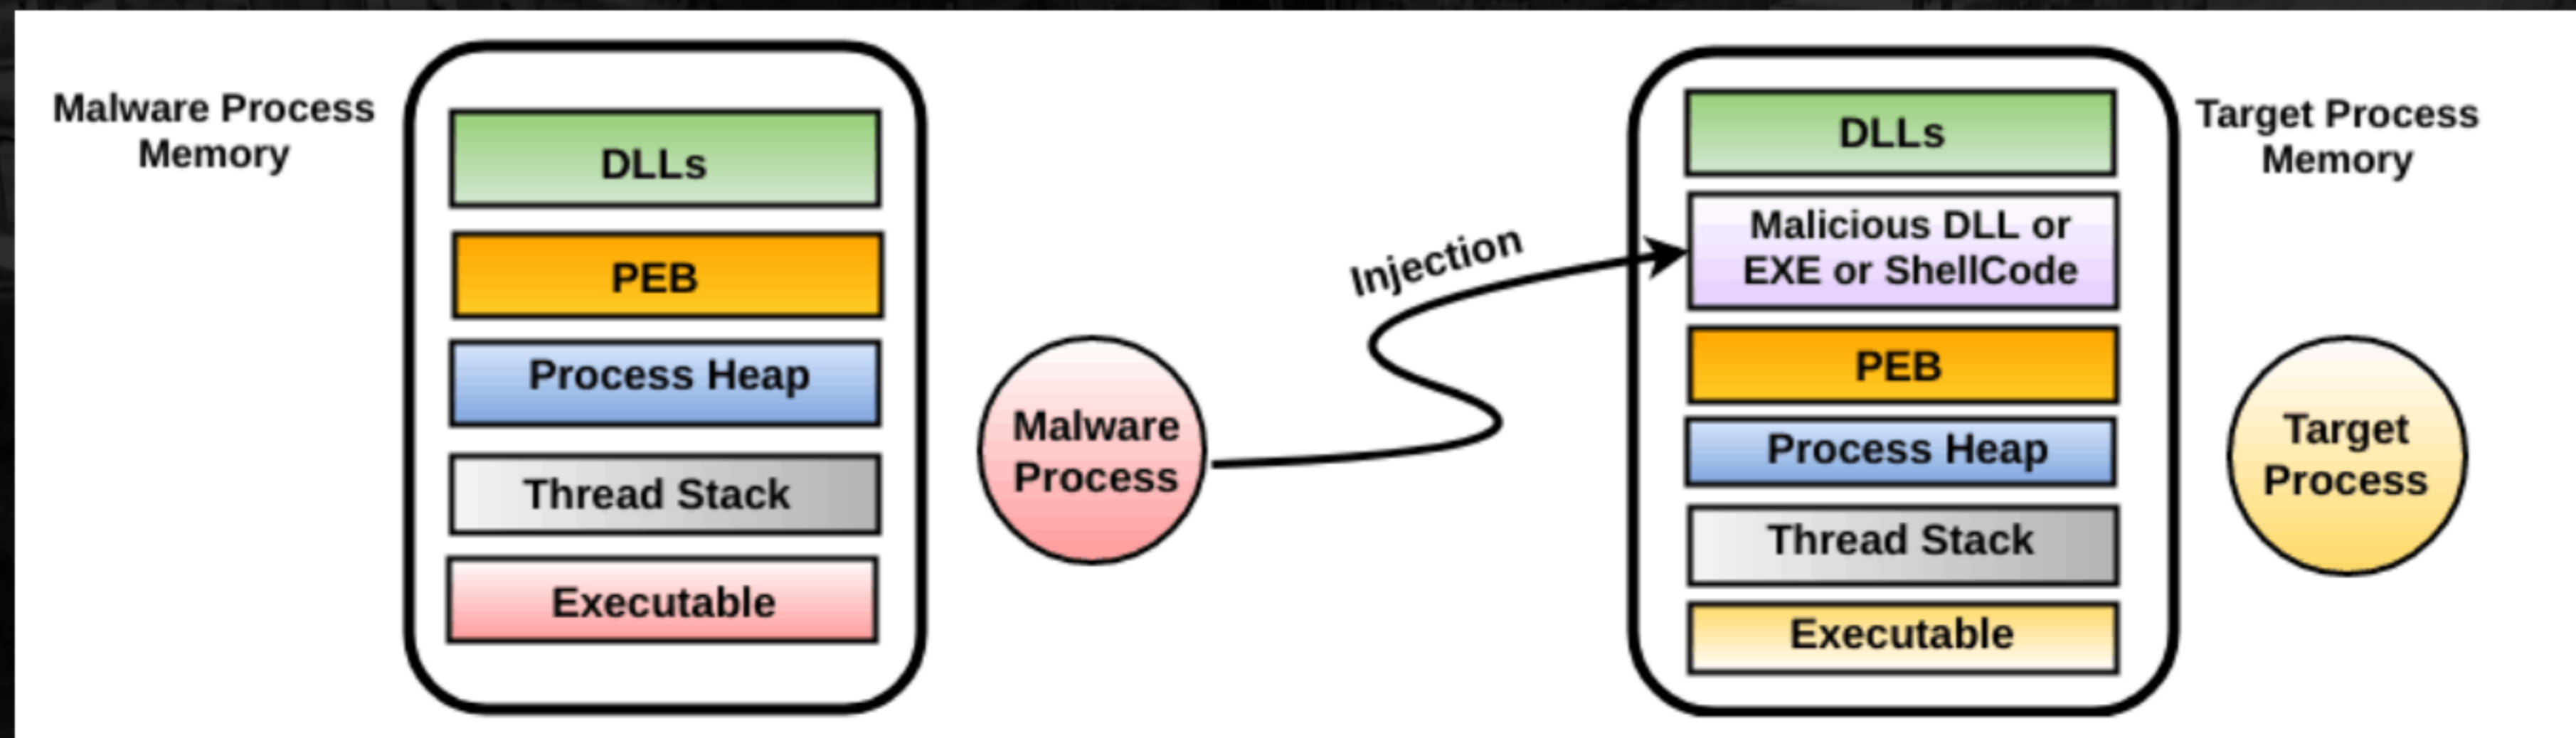 Malware Process
Memory
DLLs
PEB
Process Heap
Thread Stack
Executable
Malware
Process
Injection
DLLs
Malicious DLL or
EXE or ShellCode
PEB
Process Heap
Thread Stack
Executable
Target Process
Memory
Target
Process